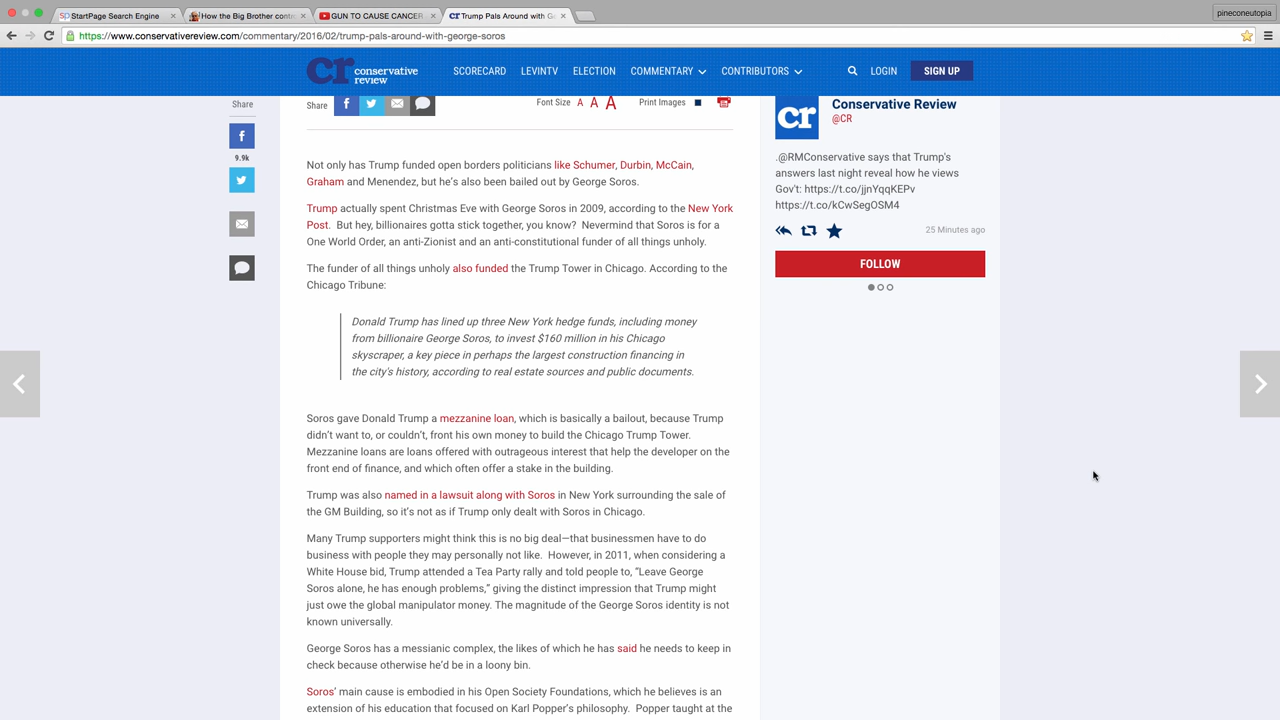 StartPage Search Engine
How the Big Brother cont
GUN TO CAUSE CANCER
Trump Pals Around with G
pineconeutopia
https://www.conservativereview.com/commentary/2016/02/trump-pals-around-with-george-soros
cr conservative review
SCORECARD LEVINTV ELECTION COMMENTARY CONTRIBUTORS LOGIN SIGN UP
Share
9.9k
Share
Font Size A A A Print Images
Not only has Trump funded open borders politicians like Schumer, Durbin, McCain,
Graham and Menendez, but he's also been bailed out by George Soros.
Trump actually spent Christmas Eve with George Soros in 2009, according to the New York
Post. But hey, billionaires gotta stick together, you know? Nevermind that Soros is for a
One World Order, an anti-Zionist and an anti-constitutional funder of all things unholy.
The funder of all things unholy also funded the Trump Tower in Chicago. According to the
Chicago Tribune:
Donald Trump has lined up three New York hedge funds, including money
from billionaire George Soros, to invest $160 million in his Chicago
skyscraper, a key piece in perhaps the largest construction financing in
the city's history, according to real estate sources and public documents.
Soros gave Donald Trump a mezzanine loan, which is basically a bailout, because Trump
didn't want to, or couldn't, front his own money to build the Chicago Trump Tower.
Mezzanine loans are loans offered with outrageous interest that help the developer on the
front end of finance, and which often offer a stake in the building.
Trump was also named in a lawsuit along with Soros in New York surrounding the sale of
the GM Building, so it's not as if Trump only dealt with Soros in Chicago.
Many Trump supporters might think this is no big deal—that businessmen have to do
business with people they may personally not like. However, in 2011, when considering a
White House bid, Trump attended a Tea Party rally and told people to, “Leave George
Soros alone, he has enough problems,” giving the distinct impression that Trump might
just owe the global manipulator money. The magnitude of the George Soros identity is not
known universally.
George Soros has a messianic complex, the likes of which he has said he needs to keep in
check because otherwise he'd be in a loony bin.
Soros' main cause is embodied in his Open Society Foundations, which he believes is an
extension of his education that focused on Karl Popper's philosophy. Popper taught at the
cr
Conservative Review
@CR
.@RMConservative says that Trump's
answers last night reveal how he views
Gov't: https://t.co/jjnYqqKEPv
https://t.co/kCwSegOSM4
25 Minutes ago
FOLLOW